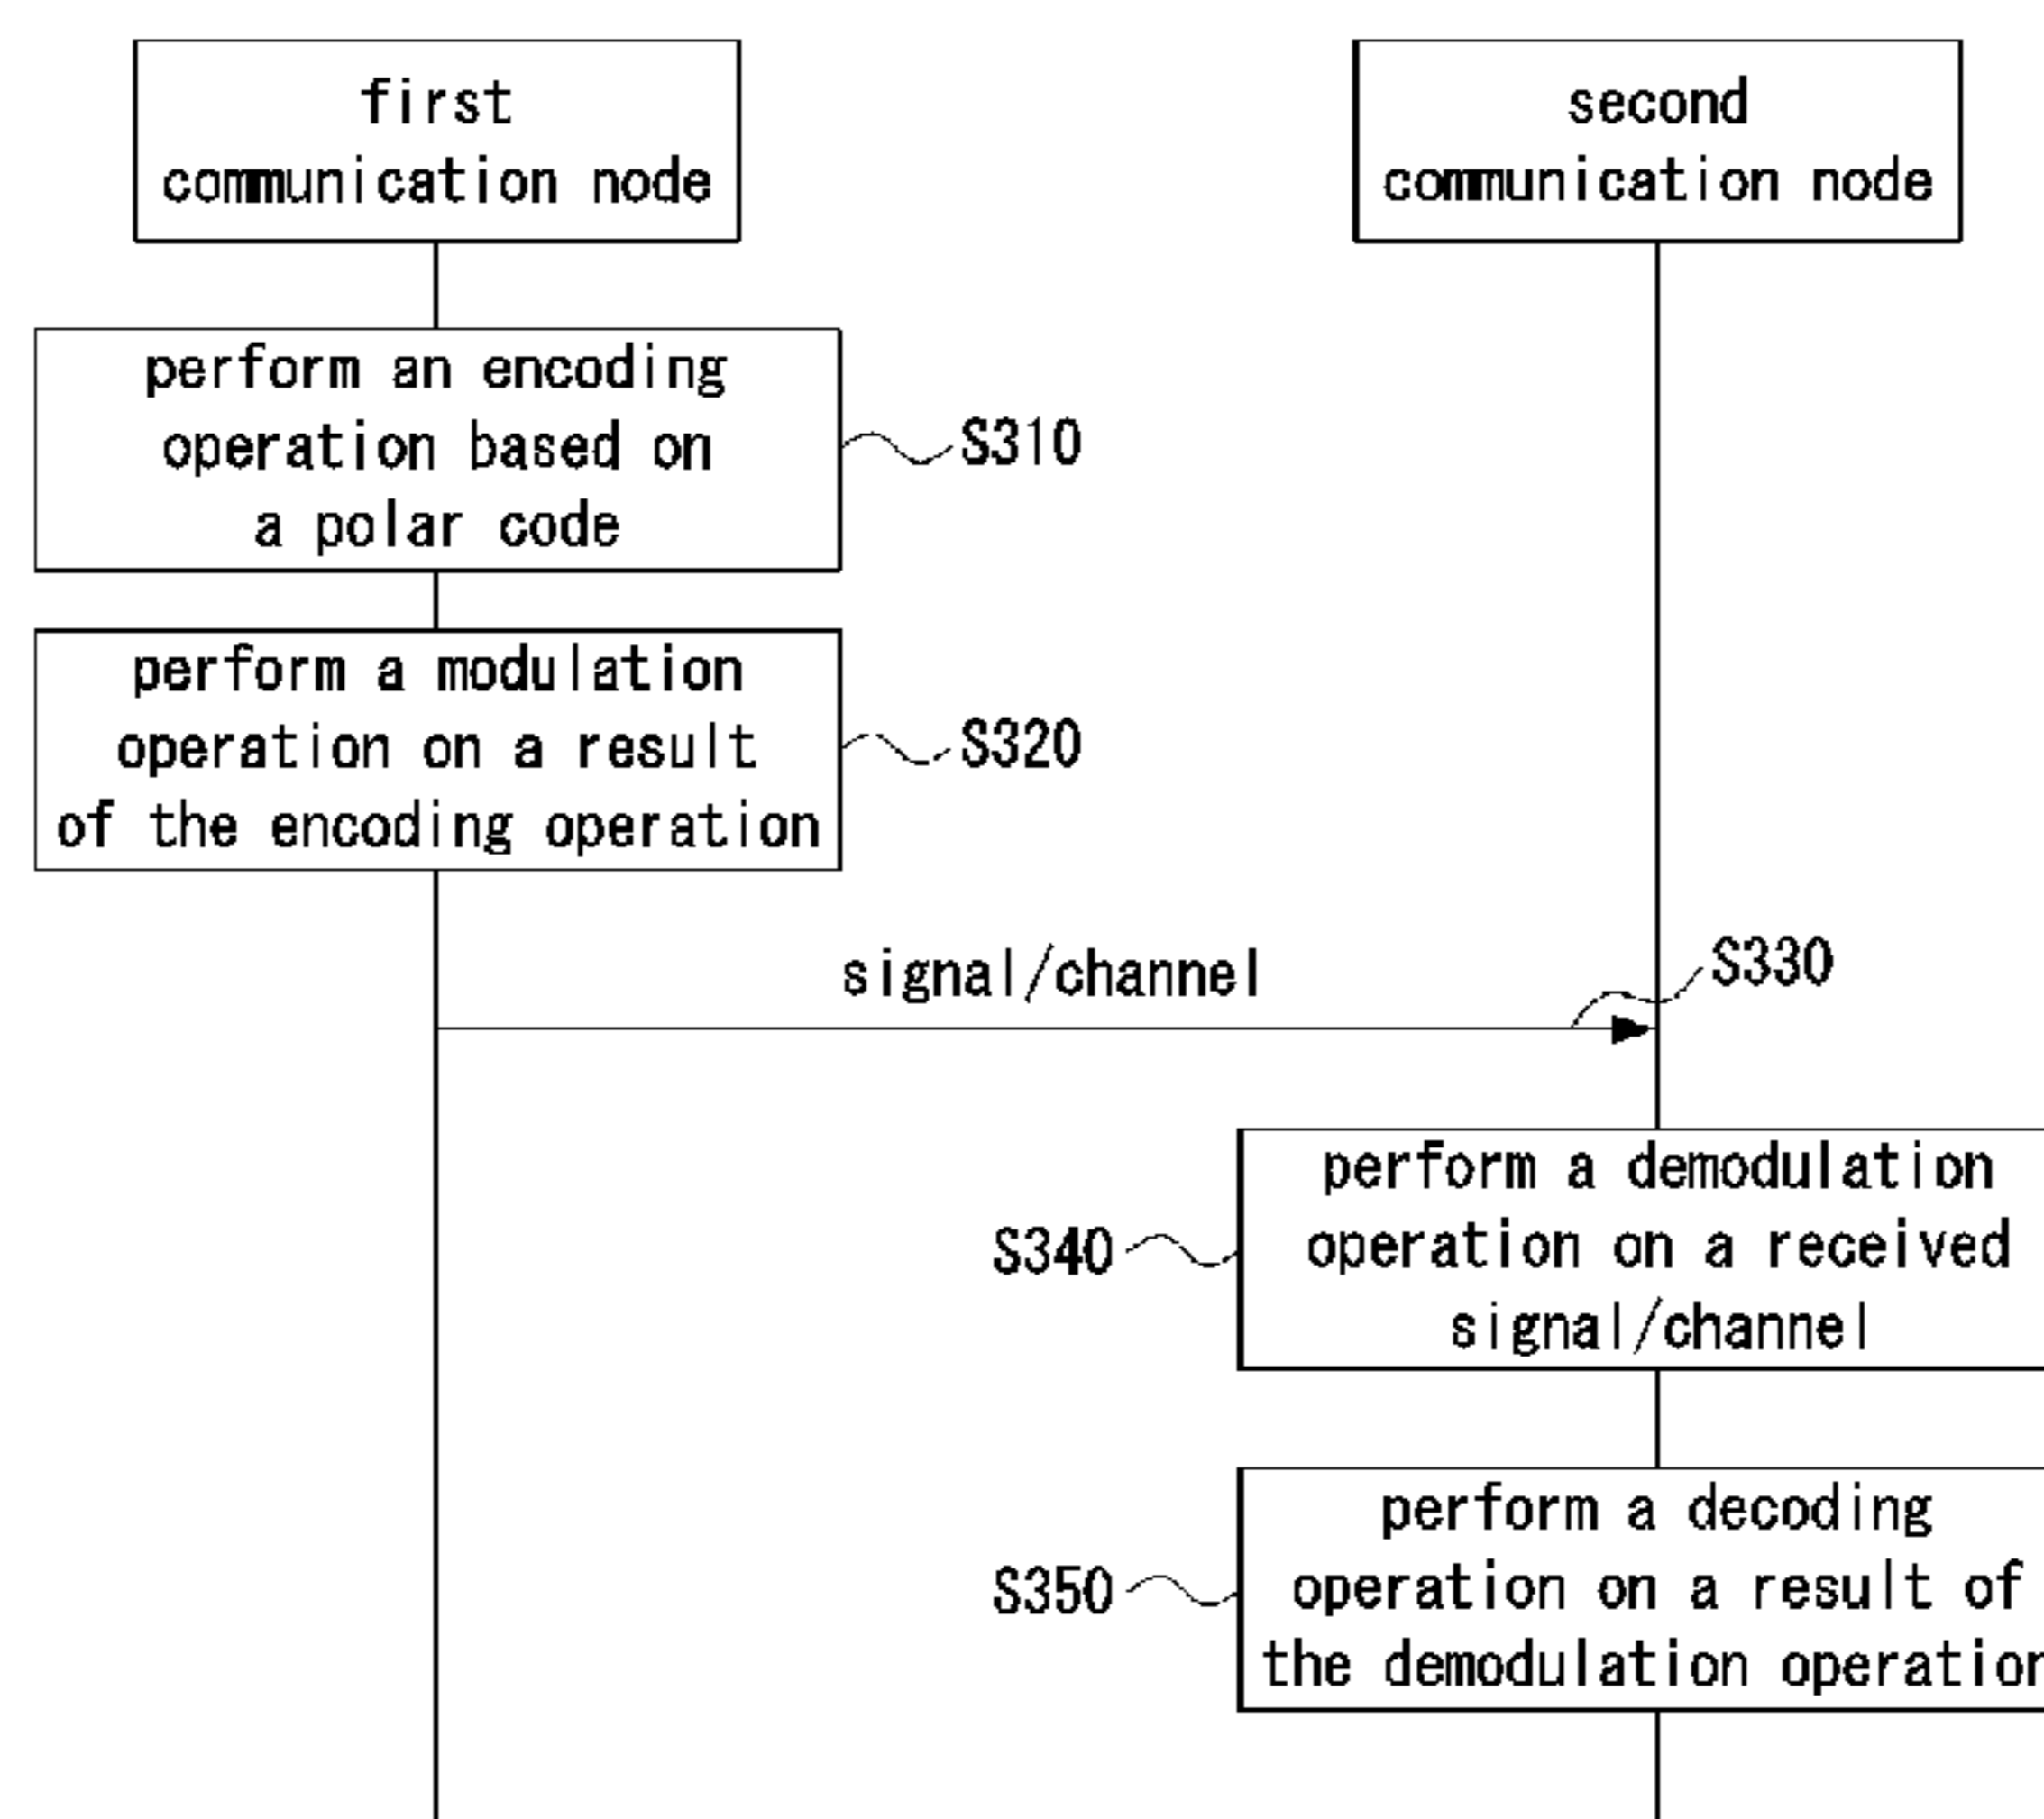 first
communication node
second
communication node
perform an encoding
operation based on
a polar code
S310
perform a modulation
operation on a result
of the encoding operation
S320
signal/channel
S330
perform a demodulation
operation on a received
signal/channel
S340
perform a decoding
operation on a result of
the demodulation operation
S350